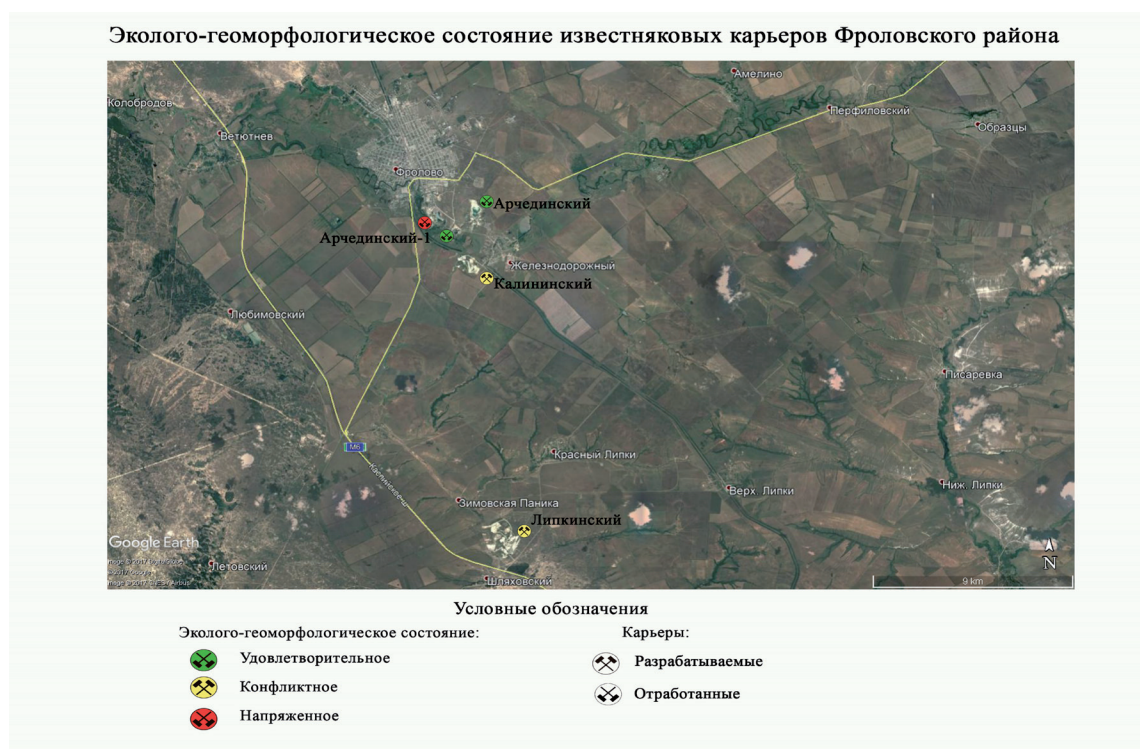 Эколого-геоморфологическое состояние известняковых карьеров Фроловского района
Амелино
Колобродов
Перфиловский
Образцы
Ветютнев
Фролово
Арчединский
Арчединский-1
Железнодорожный
Калининский
Любимовский
Писаревка
М6
Красный Липки
Верх. Липки
Ниж. Липки
Зимовская Паника
Липкинский
Google Earth
N
Летовский
Шляховский
9 km
Условные обозначения
Эколого-геоморфологическое состояние:
Удовлетворительное
Конфликтное
Напряженное
Карьеры:
Разрабатываемые
Отработанные